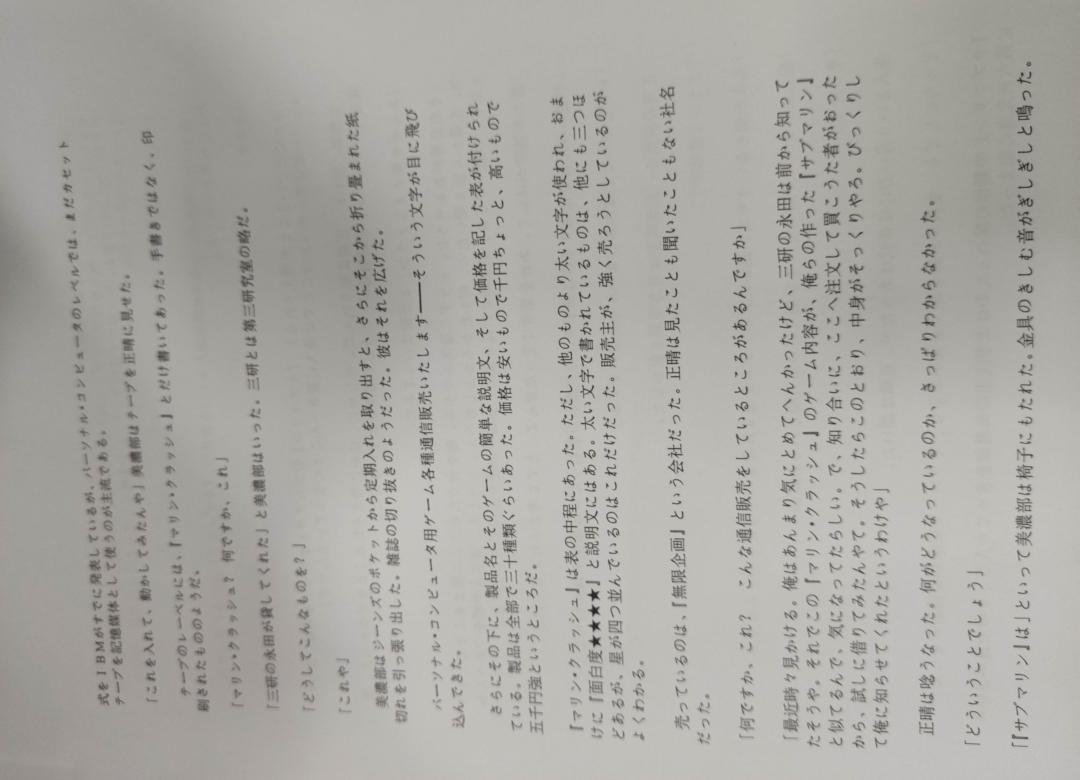 式をIBMがすでに発表しているが、パーソナル・コンピュータのレベルでは、まだカセット
テープを記憶媒体として使うのが主流である。
「これを入れて、動かしてみたんや」美濃部はテープを正晴に見せた。
テープのレーベルには、『マリン・クラッシュ』とだけ書いてあった。手書きではなく、印
刷されたもののようだ。
「マリン・クラッシュ？　何ですか、これ」
「三研の永田が貸してくれた」と美濃部はいった。三研とは第三研究室の略だ。
「どうしてこんなものを？」
「これや」
美濃部はジーンズのポケットから定期入れを取り出すと、さらにそこから折り畳まれた紙
切れを引っ張り出した。雑誌の切り抜きのようだった。彼はそれを広げた。
パーソナル・コンピュータ用ゲーム各種通信販売いたします――そういう文字が目に飛び
込んできた。
さらにその下に、製品名とそのゲームの簡単な説明文、そして価格を記した表が付けられ
ている。製品は全部で三十種類ぐらいあった。価格は安いもので千円ちょっと、高いもので
五千円強というところだ。
『マリン・クラッシュ』は表の中程にあった。ただし、他のものより太い文字が使われ、おま
けに『面白度★★★★』と説明文にはある。太い文字で書かれているものは、他にも三つほ
どあるが、星が四つ並んでいるのはこれだけだった。販売主が、強く売ろうとしているのが
よくわかる。
売っているのは、『無限企画』という会社だった。正晴は見たことも聞いたこともない社名
だった。
「何ですか、これ？　こんな通信販売をしているところがあるんですか」
「最近時々見かける。俺はあんまり気にとめてへんかったけど、三研の永田は前から知って
たそうや。それでこの『マリン・クラッシュ』のゲーム内容が、俺らの作った『サブマリン』
と似てるんで、気になってたらしい。で、知り合いに、ここへ注文して買こうた者がおった
から、試しに借りてみたんやて。そうしたらこのとおり、中身がそっくりやろ。びっくりし
て俺に知らせてくれたというわけや」
正晴は唸うなった。何がどうなっているのか、さっぱりわからなかった。
「どういうことでしょう」
「『サブマリン』は」といって美濃部は椅子にもたれた。金具のきしむ音がぎしぎしと鳴った。